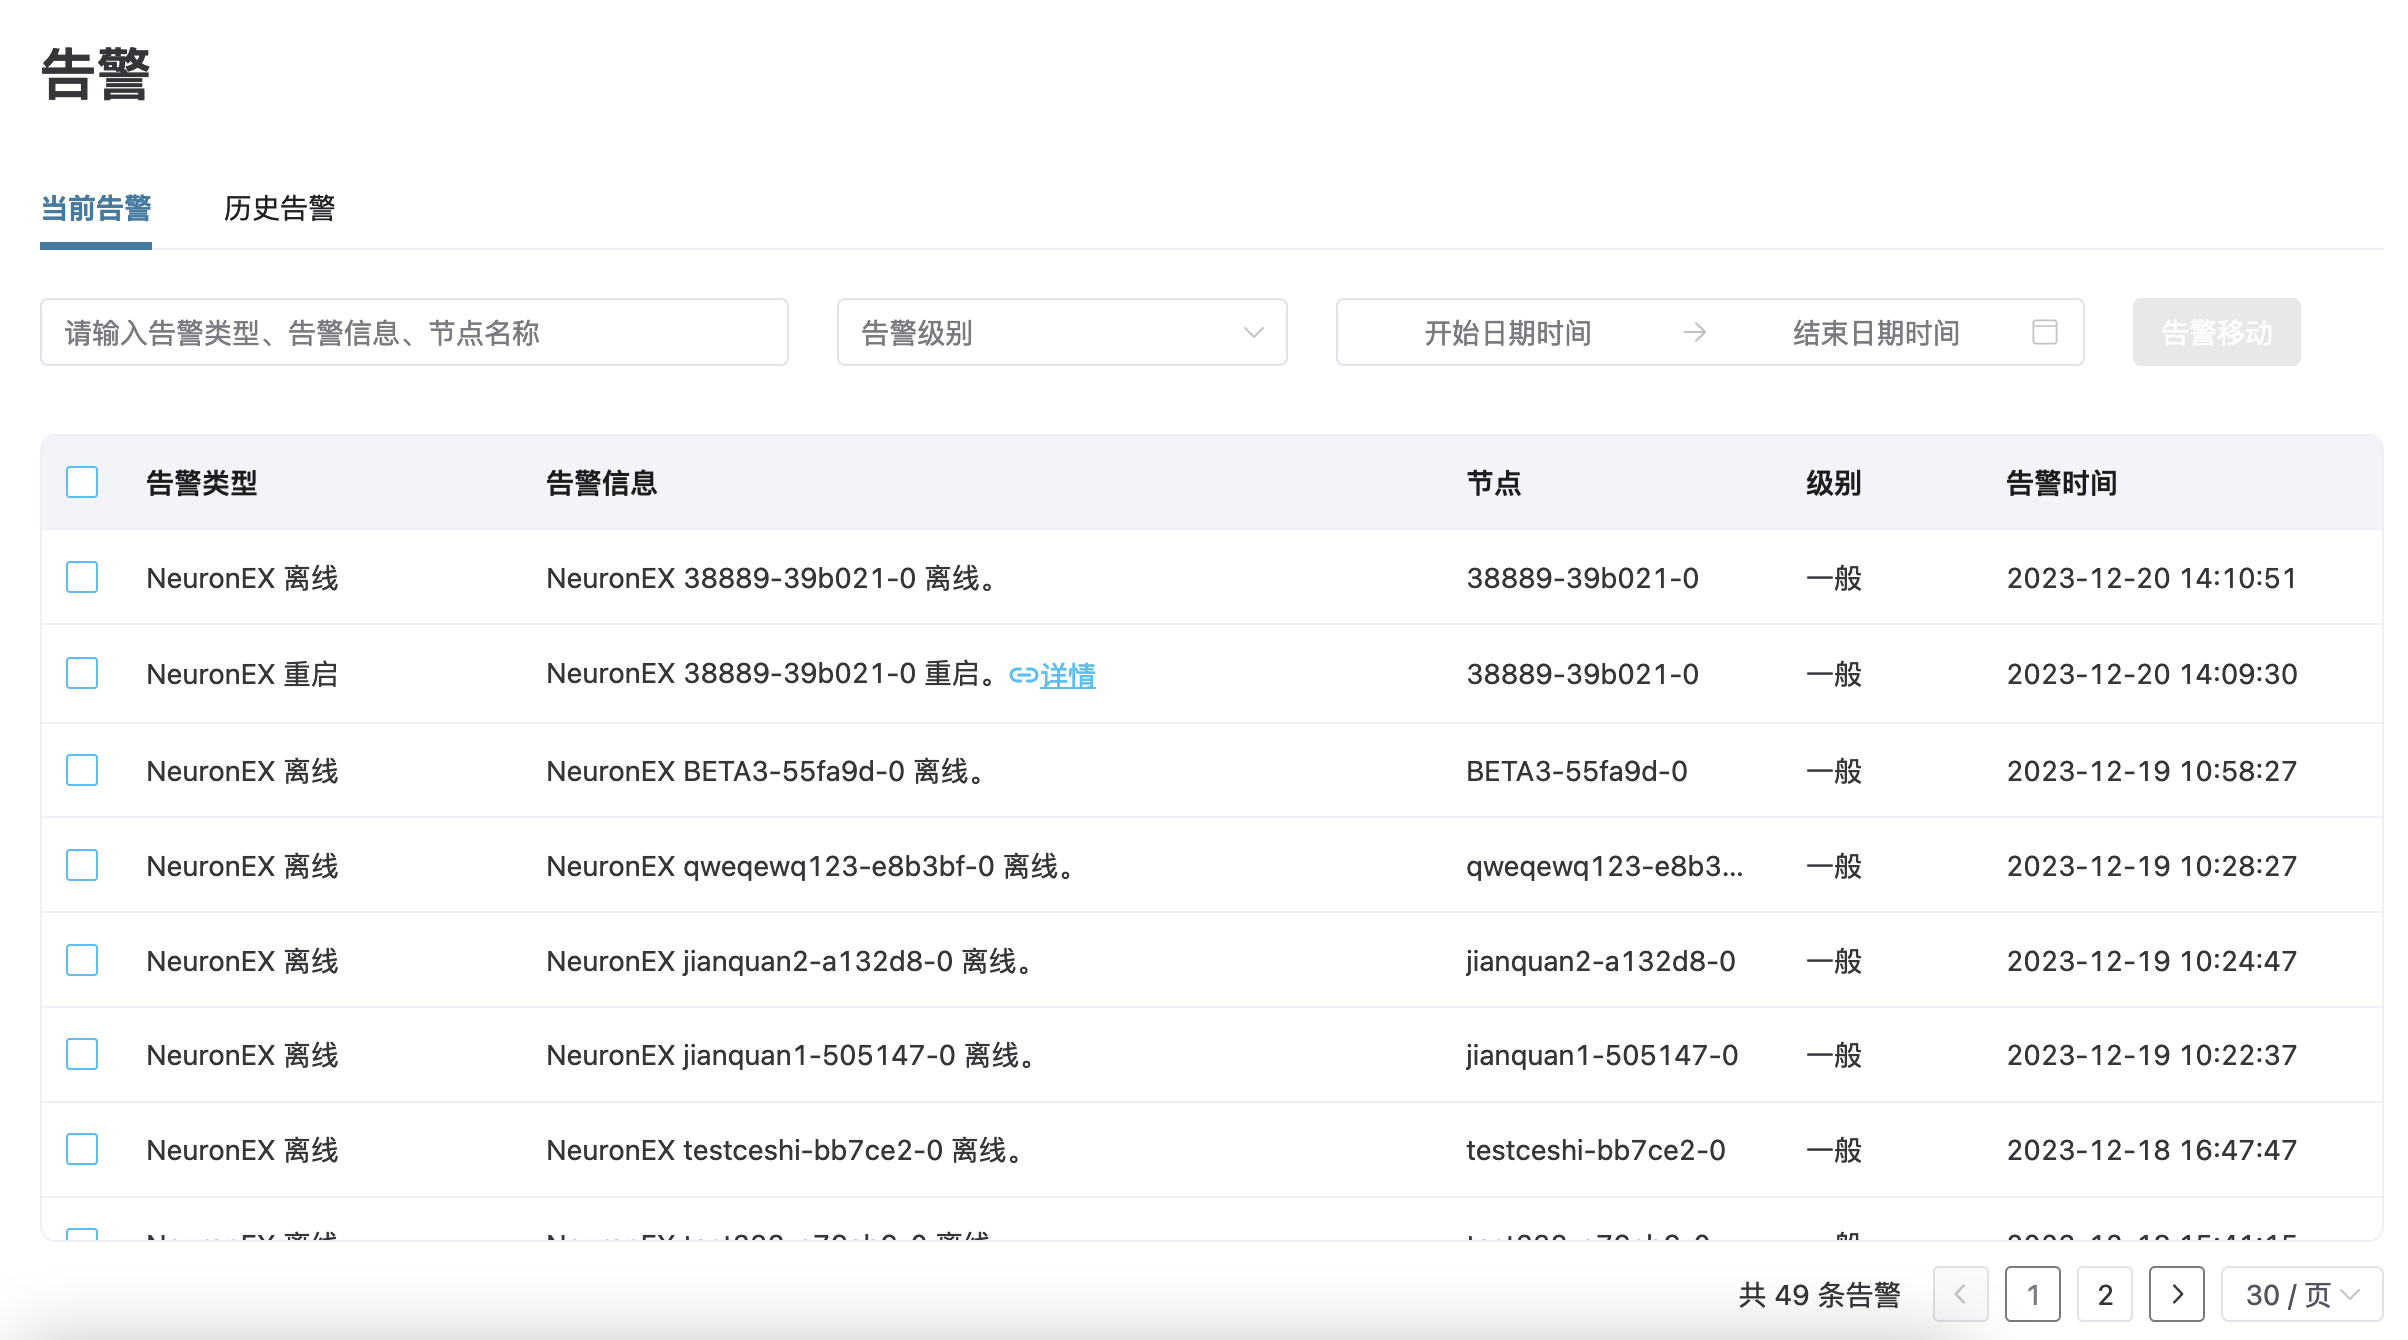 告警
当前告警 历史告警
请输入告警类型、告警信息、节点名称 告警级别 开始日期时间 结束日期时间 告警移动
告警类型 告警信息 节点 级别 告警时间
NeuronEX 离线 NeuronEX 38889-39b021-0 离线。 38889-39b021-0 一般 2023-12-20 14:10:51
NeuronEX 重启 NeuronEX 38889-39b021-0 重启。 详情 38889-39b021-0 一般 2023-12-20 14:09:30
NeuronEX 离线 NeuronEX BETA3-55fa9d-0 离线。 BETA3-55fa9d-0 一般 2023-12-19 10:58:27
NeuronEX 离线 NeuronEX qweqewq123-e8b3bf-0 离线。 qweqewq123-e8b3... 一般 2023-12-19 10:28:27
NeuronEX 离线 NeuronEX jianquan2-a132d8-0 离线。 jianquan2-a132d8-0 一般 2023-12-19 10:24:47
NeuronEX 离线 NeuronEX jianquan1-505147-0 离线。 jianquan1-505147-0 一般 2023-12-19 10:22:37
NeuronEX 离线 NeuronEX testceshi-bb7ce2-0 离线。 testceshi-bb7ce2-0 一般 2023-12-18 16:47:47
NeuronEX 离线 NeuronEX 离线 一般
共 49 条告警 1 2 30 / 页